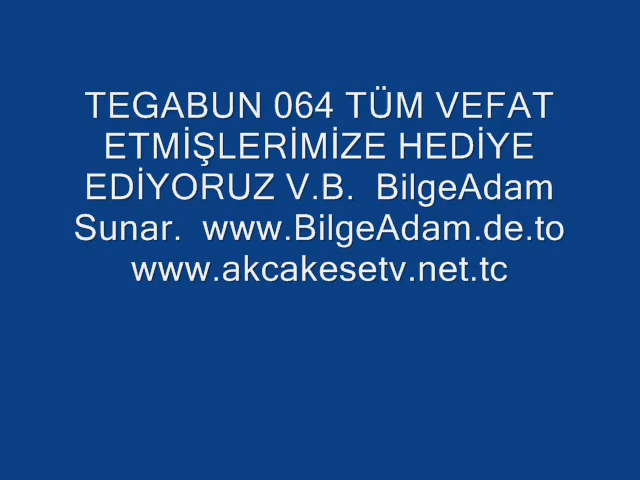 TEGABUN 064 TÜM VEFAT
ETMİŞLERİMİZE HEDİYE
EDİYORUZ V.B.  BilgeAdam
Sunar.  www.BilgeAdam.de.to
www.akcakesetv.net.tc